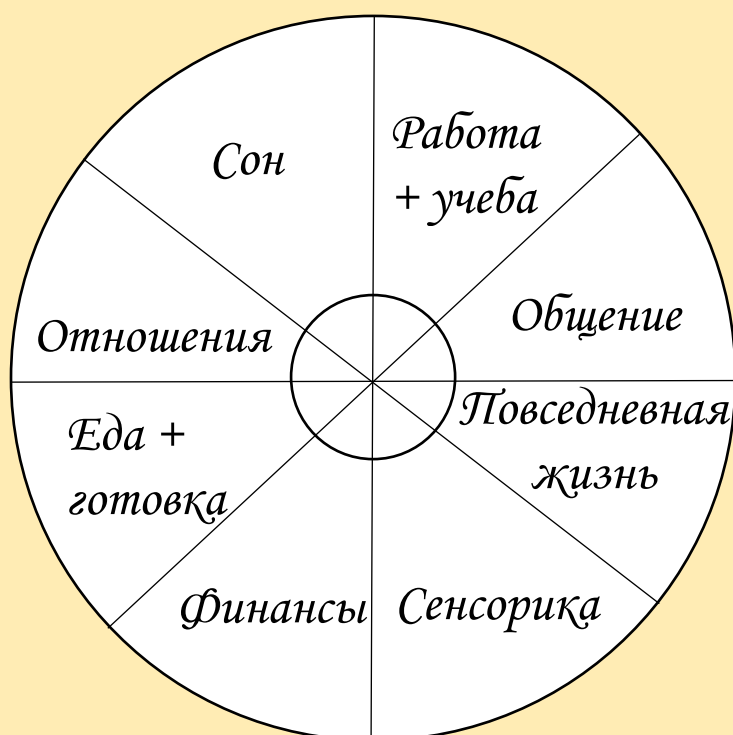 Сон
Работа
+ учеба
Общение
Отношения
Повседневная
жизнь
Еда +
готовка
Финансы
Сенсорика